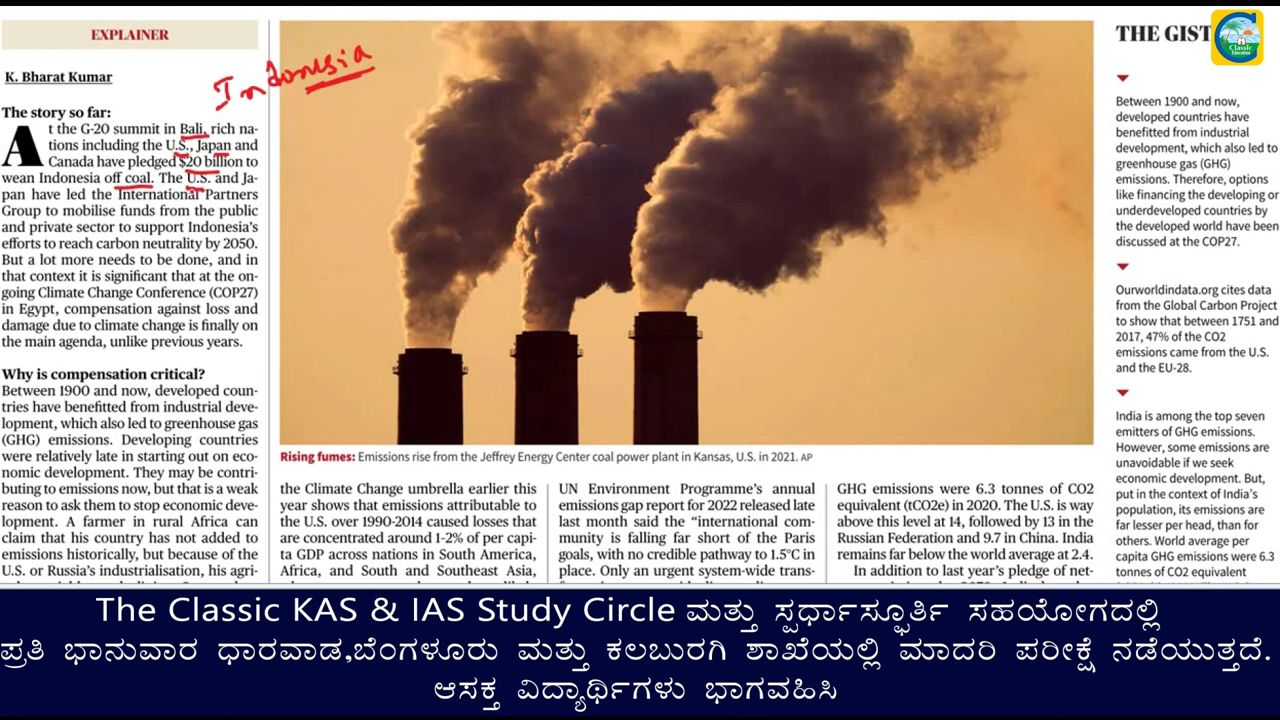 EXPLAINER
K. Bharat Kumar
Indonesia
The story so far:
At the G-20 summit in Bali, rich na-
tions including the U.S., Japan and
Canada have pledged $20 billion to
wean Indonesia off coal. The U.S. and Ja-
pan have led the International Partners
Group to mobilise funds from the public
and private sector to support Indonesia's
efforts to reach carbon neutrality by 2050.
But a lot more needs to be done, and in
that context it is significant that at the on-
going Climate Change Conference (COP27)
in Egypt, compensation against loss and
damage due to climate change is finally on
the main agenda, unlike previous years.
Why is compensation critical?
Between 1900 and now, developed coun-
tries have benefitted from industrial deve-
lopment, which also led to greenhouse gas
(GHG) emissions. Developing countries
were relatively late in starting out on eco-
nomic development. They may be contri-
buting to emissions now, but that is a weak
reason to ask them to stop economic deve-
lopment. A farmer in rural Africa can
claim that his country has not added to
emissions historically, but because of the
U.S. or Russia's industrialisation, his agri-
Rising fumes: Emissions rise from the Jeffrey Energy Center coal power plant in Kansas, U.S. in 2021. AP
the Climate Change umbrella earlier this
year shows that emissions attributable to
the U.S. over 1990-2014 caused losses that
are concentrated around 1-2% of per capi-
ta GDP across nations in South America,
Africa, and South and Southeast Asia,
UN Environment Programme's annual
emissions gap report for 2022 released late
last month said the "international com-
munity is falling far short of the Paris
goals, with no credible pathway to 1.5°C in
place. Only an urgent system-wide trans-
GHG emissions were 6.3 tonnes of CO2
equivalent (tCO2e) in 2020. The U.S. is way
above this level at 14, followed by 13 in the
Russian Federation and 9.7 in China. India
remains far below the world average at 2.4.
In addition to last year's pledge of net-
THE GIST
Classic
Education
Between 1900 and now,
developed countries have
benefitted from industrial
development, which also led to
greenhouse gas (GHG)
emissions. Therefore, options
like financing the developing or
underdeveloped countries by
the developed world have been
discussed at the COP27.
Ourworldindata.org cites data
from the Global Carbon Project
to show that between 1751 and
2017, 47% of the CO2
emissions came from the U.S.
and the EU-28.
India is among the top seven
emitters of GHG emissions.
However, some emissions are
unavoidable if we seek
economic development. But,
put in the context of India's
population, its emissions are
far lesser per head, than for
others. World average per
capita GHG emissions were 6.3
tonnes of CO2 equivalent
The Classic KAS & IAS Study Circle ಮತ್ತು ಸ್ಪರ್ಧಾಸ್ಫೂರ್ತಿ ಸಹಯೋಗದಲ್ಲಿ
ಪ್ರತಿ ಭಾನುವಾರ ಧಾರವಾಡ,ಬೆಂಗಳೂರು ಮತ್ತು ಕಲಬುರಗಿ ಶಾಖೆಯಲ್ಲಿ ಮಾದರಿ ಪರೀಕ್ಷೆ ನಡೆಯುತ್ತದೆ.
ಆಸಕ್ತ ವಿದ್ಯಾರ್ಥಿಗಳು ಭಾಗವಹಿಸಿ